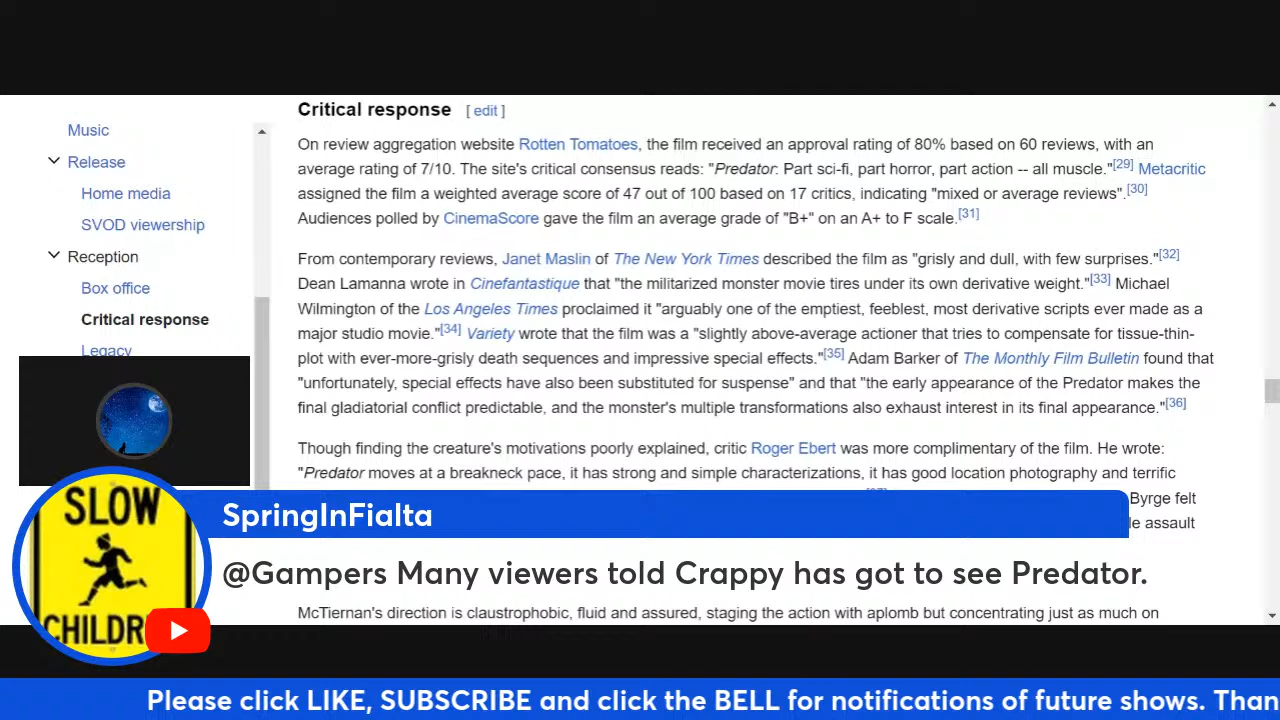 Critical response [ edit ]
Music
Release
Home media
SVOD viewership
Reception
Box office
Critical response
Legacy
On review aggregation website Rotten Tomatoes, the film received an approval rating of 80% based on 60 reviews, with an
average rating of 7/10. The site's critical consensus reads: "Predator: Part sci-fi, part horror, part action -- all muscle."[29] Metacritic
assigned the film a weighted average score of 47 out of 100 based on 17 critics, indicating "mixed or average reviews".[30]
Audiences polled by CinemaScore gave the film an average grade of "B+" on an A+ to F scale.[31]
From contemporary reviews, Janet Maslin of The New York Times described the film as "grisly and dull, with few surprises."[32]
Dean Lamanna wrote in Cinefantastique that "the militarized monster movie tires under its own derivative weight."[33] Michael
Wilmington of the Los Angeles Times proclaimed it "arguably one of the emptiest, feeblest, most derivative scripts ever made as a
major studio movie."[34] Variety wrote that the film was a "slightly above-average actioner that tries to compensate for tissue-thin-
plot with ever-more-grisly death sequences and impressive special effects."[35] Adam Barker of The Monthly Film Bulletin found that
"unfortunately, special effects have also been substituted for suspense" and that "the early appearance of the Predator makes the
final gladiatorial conflict predictable, and the monster's multiple transformations also exhaust interest in its final appearance."[36]
Though finding the creature's motivations poorly explained, critic Roger Ebert was more complimentary of the film. He wrote:
"Predator moves at a breakneck pace, it has strong and simple characterizations, it has good location photography and terrific
Byrge felt
assault
McTiernan's direction is claustrophobic, fluid and assured, staging the action with aplomb but concentrating just as much on
SLOW
CHILDR
SpringInFialta
@Gampers Many viewers told Crappy has got to see Predator.
Please click LIKE, SUBSCRIBE and click the BELL for notifications of future shows. Than